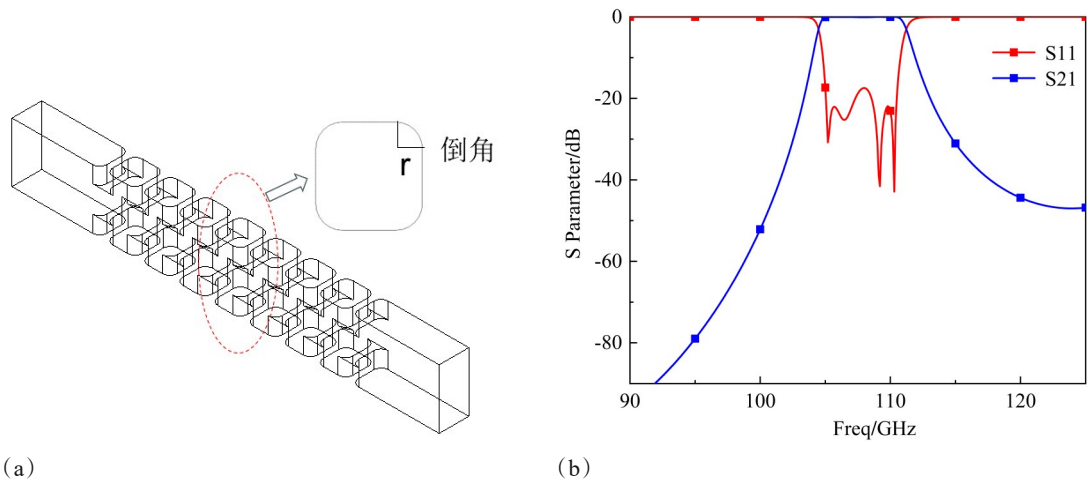 倒角
r
0
-20
-40
-60
-80
S Parameter/dB
S11
S21
90
100
110
120
Freq/GHz
（a）
（b）